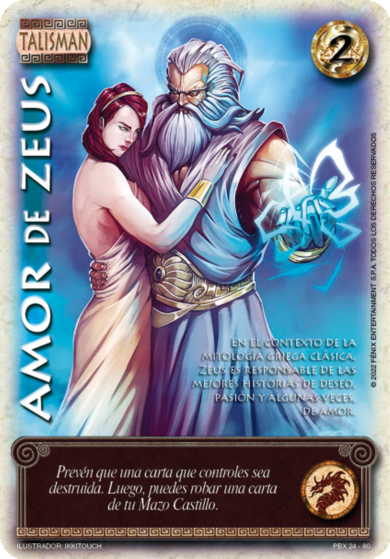 TALISMAN
2
AMOR DE ZEUS
EN EL CONTEXTO DE LA
MITOLOGÍA GRIEGA CLÁSICA,
ZEUS ES RESPONSABLE DE LAS
MEJORES HISTORIAS DE DESEO,
PASIÓN Y ALGUNAS VECES,
DE AMOR.
© 2022 FÉNIX ENTERTAINMENT S.P.A. TODOS LOS DERECHOS RESERVADOS
Prevén que una carta que controles sea
destruida. Luego, puedes robar una carta
de tu Mazo Castillo.
ILUSTRADOR: IKKITOUCH
PBX 24 - 80